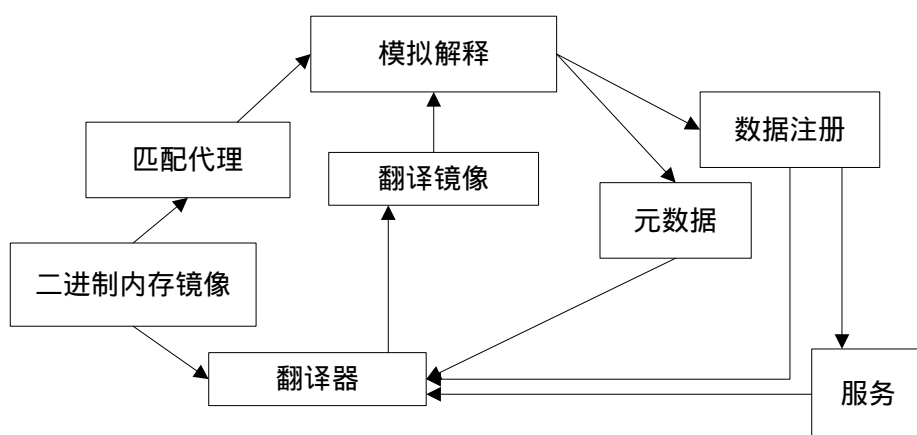 模拟解释
数据注册
匹配代理
翻译镜像
元数据
二进制内存镜像
翻译器
服务